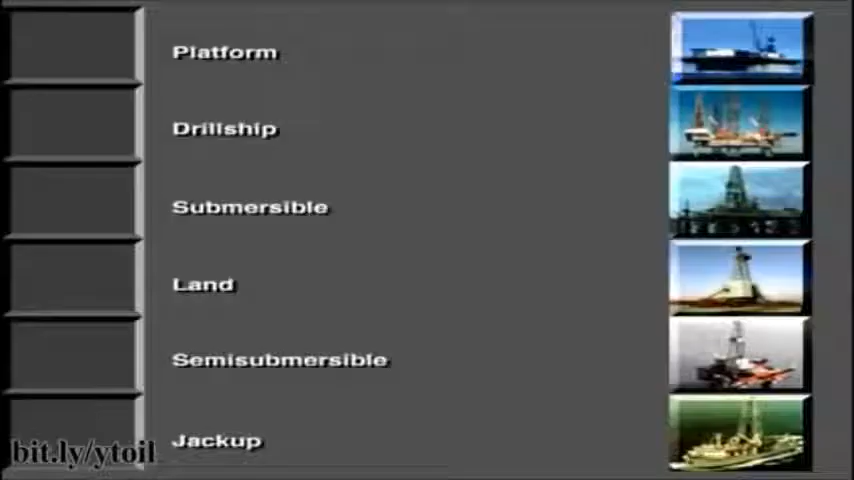 Platform
Drillship
Submersible
Land
Semisubmersible
Jackup
bit.ly/ytoil